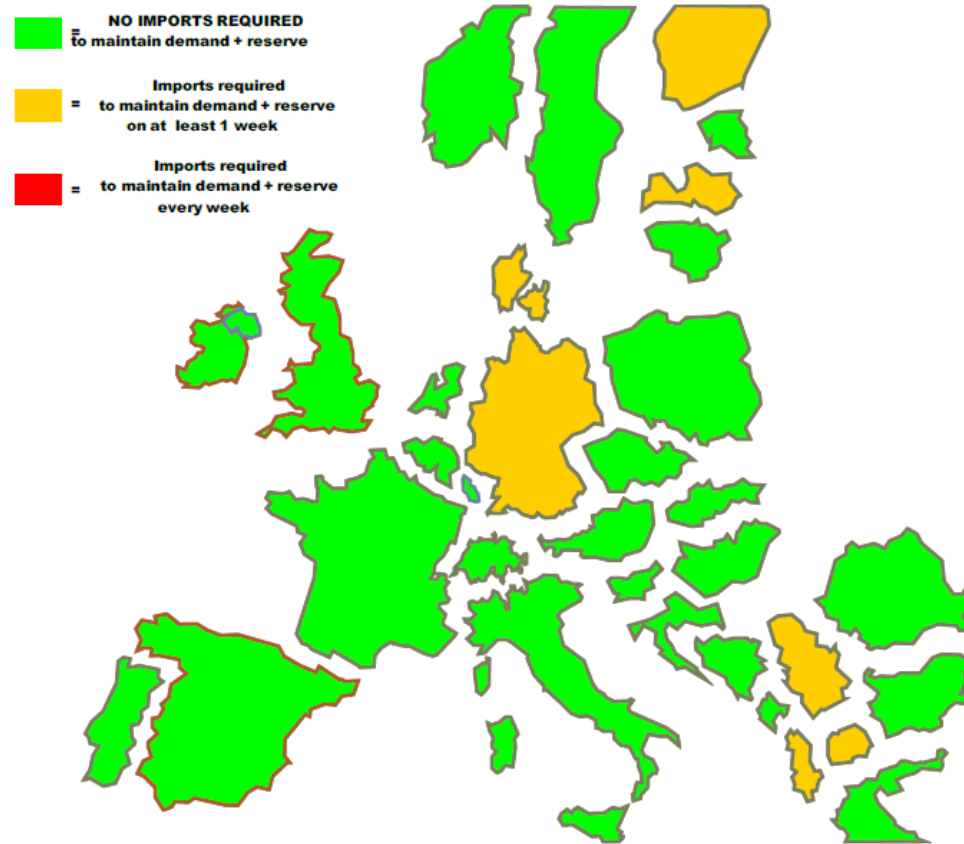 = NO IMPORTS REQUIRED
to maintain demand + reserve
Imports required
= to maintain demand + reserve
on at least 1 week
Imports required
= to maintain demand + reserve
every week